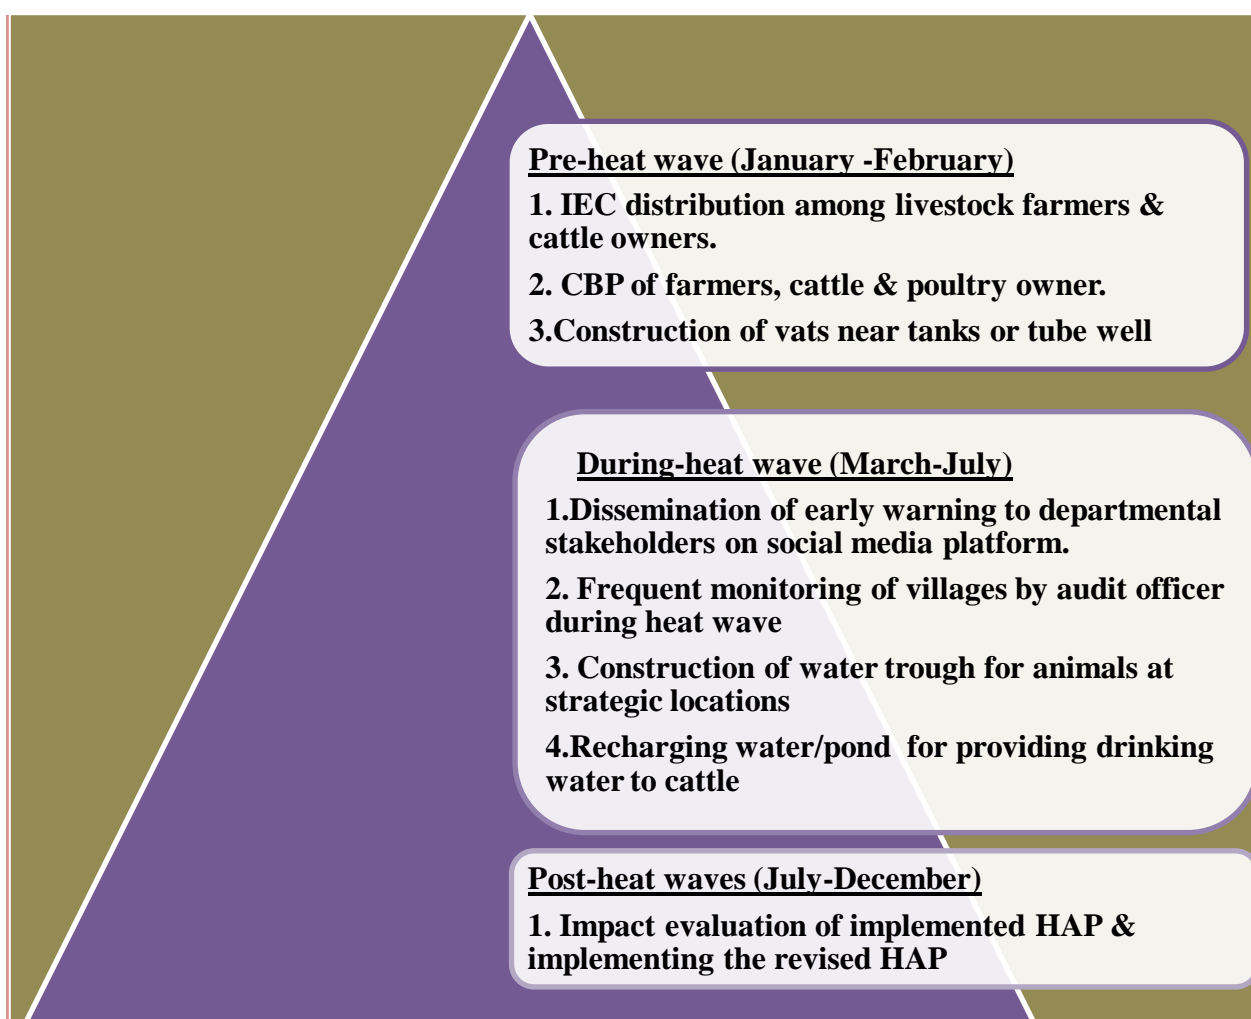 Pre-heat wave (January -February)
1. IEC distribution among livestock farmers &
cattle owners.
2. CBP of farmers, cattle & poultry owner.
3.Construction of vats near tanks or tube well
During-heat wave (March-July)
1.Dissemination of early warning to departmental
stakeholders on social media platform.
2. Frequent monitoring of villages by audit officer
during heat wave
3. Construction of water trough for animals at
strategic locations
4.Recharging water/pond for providing drinking
water to cattle
Post-heat waves (July-December)
1. Impact evaluation of implemented HAP &
implementing the revised HAP